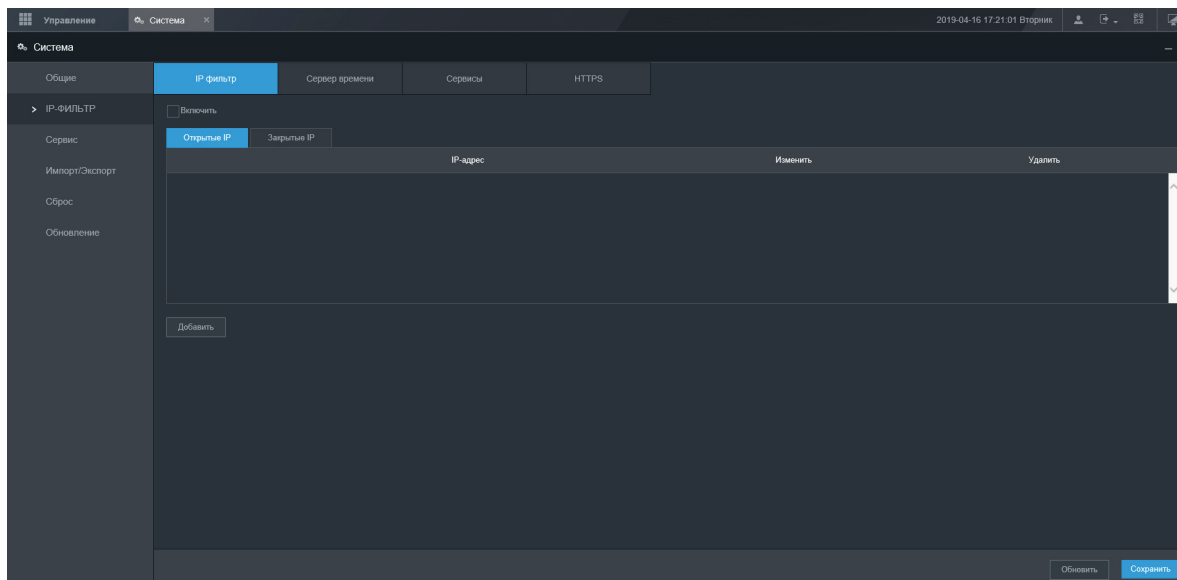 Управление
Система ×
2019-04-16 17:21:01 Вторник
Система
Общие
IP-ФИЛЬТР
Сервис
Импорт/Экспорт
Сброс
Обновление
IP фильтр
Сервер времени
Сервисы
HTTPS
Включить
Открытые IP
Закрытые IP
IP-адрес
Изменить
Удалить
Добавить
Обновить
Сохранить